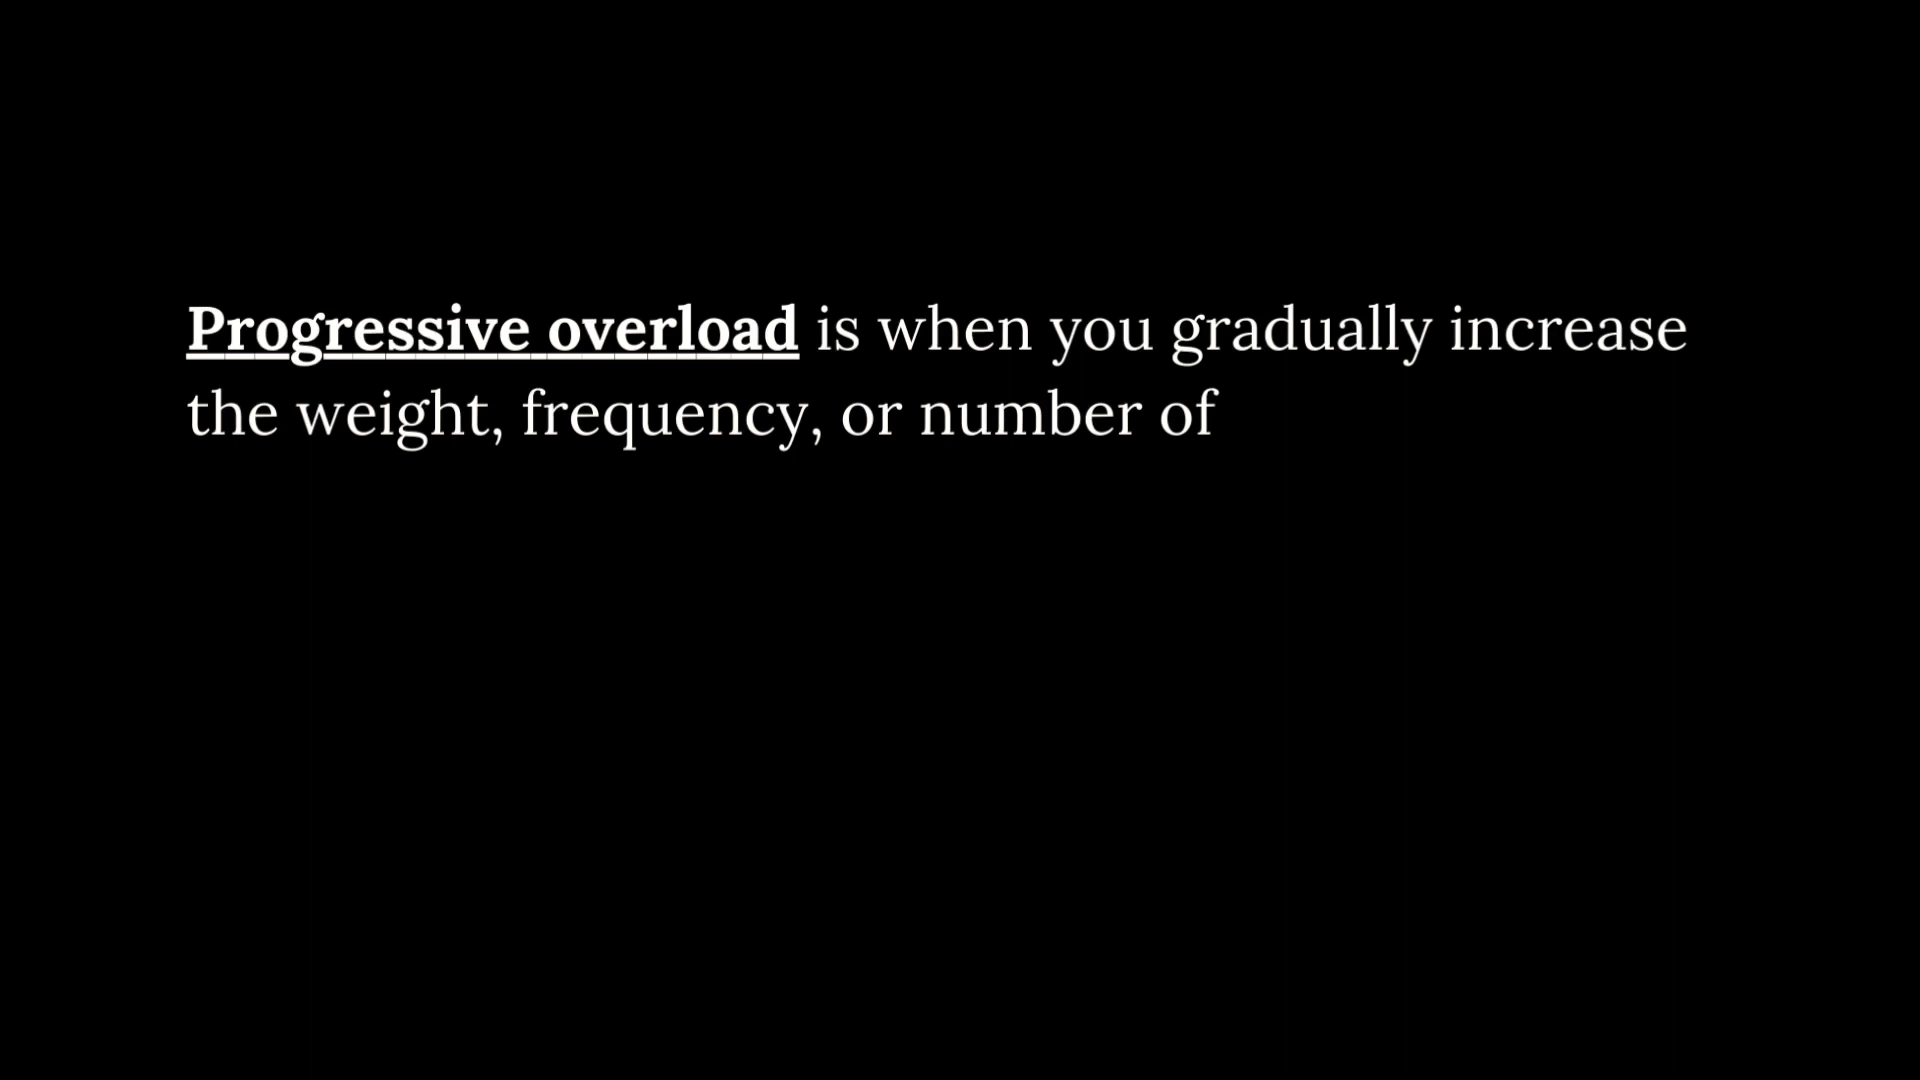 Progressive overload is when you gradually increase
the weight, frequency, or number of